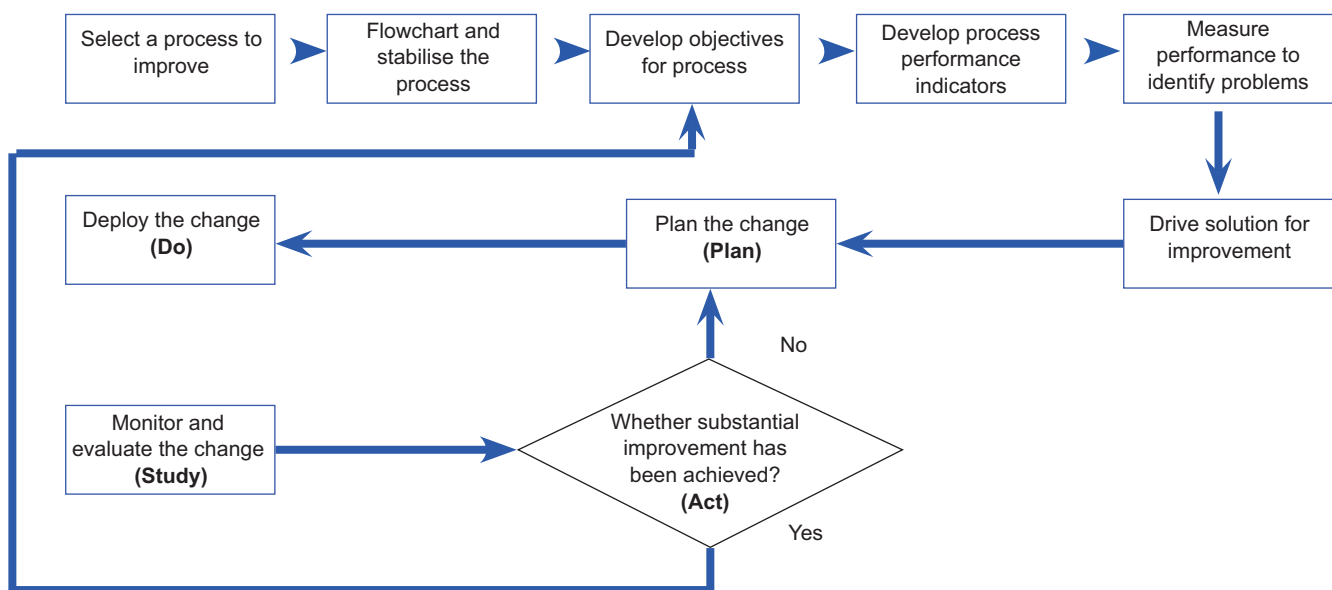 Select a process to
improve
Flowchart and
stabilise the
process
Develop objectives
for process
Develop process
performance
indicators
Measure
performance to
identify problems
Deploy the change
(Do)
Plan the change
(Plan)
Drive solution for
improvement
No
Monitor and
evaluate the change
(Study)
Whether substantial
improvement has
been achieved?
(Act)
Yes